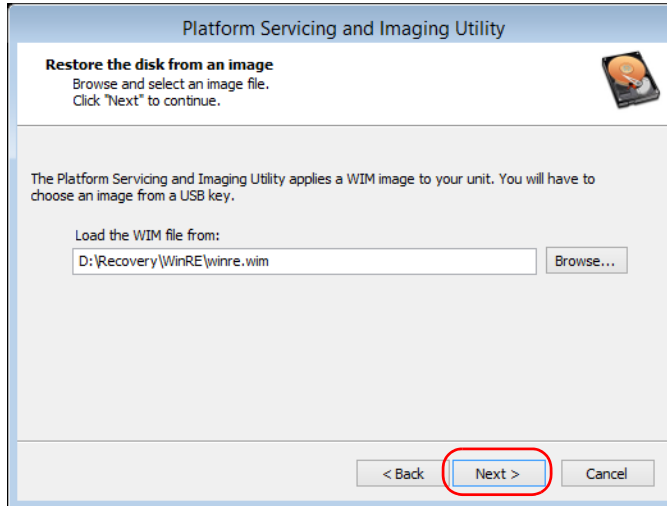 Platform Servicing and Imaging Utility
Restore the disk from an image
Browse and select an image file.
Click "Next" to continue.
The Platform Servicing and Imaging Utility applies a WIM image to your unit. You will have to
choose an image from a USB key.
Load the WIM file from:
D:\Recovery\WinRE\winre.wim
Browse...
< Back
Next >
Cancel